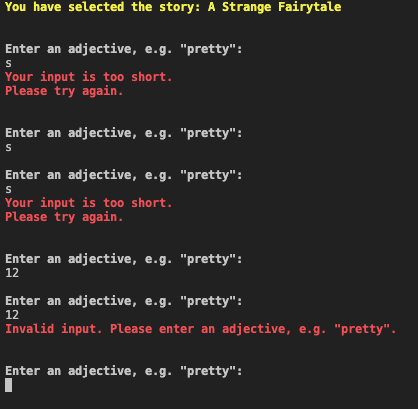 You have selected the story: A Strange Fairytale
Enter an adjective, e.g. "pretty":
s
Your input is too short.
Please try again.
Enter an adjective, e.g. "pretty":
s
Enter an adjective, e.g. "pretty":
s
Your input is too short.
Please try again.
Enter an adjective, e.g. "pretty":
12
Enter an adjective, e.g. "pretty":
12
Invalid input. Please enter an adjective, e.g. "pretty".
Enter an adjective, e.g. "pretty":